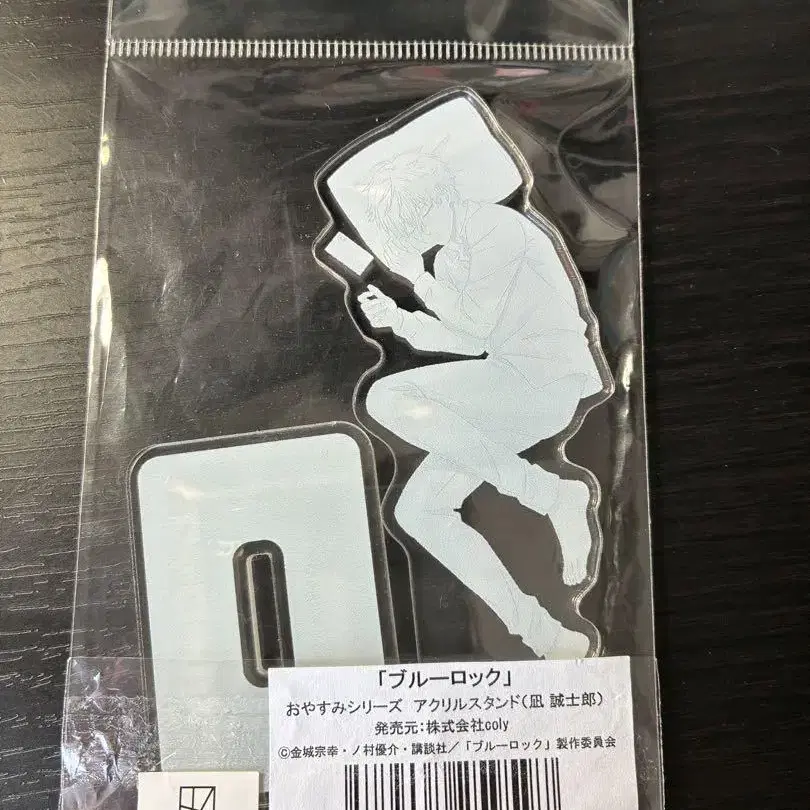 「ブルーロック」
おやすみシリーズ　アクリルスタンド(凪 誠士郎)
発売元:株式会社coly
©金城宗幸・ノ村優介・講談社／「ブルーロック」製作委員会